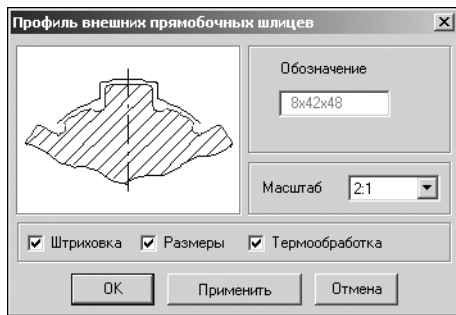 Профиль внешних прямобочных шлицев
Обозначение
8x42x48
Масштаб 2:1
Штриховка Размеры Термообработка
OK Применить Отмена